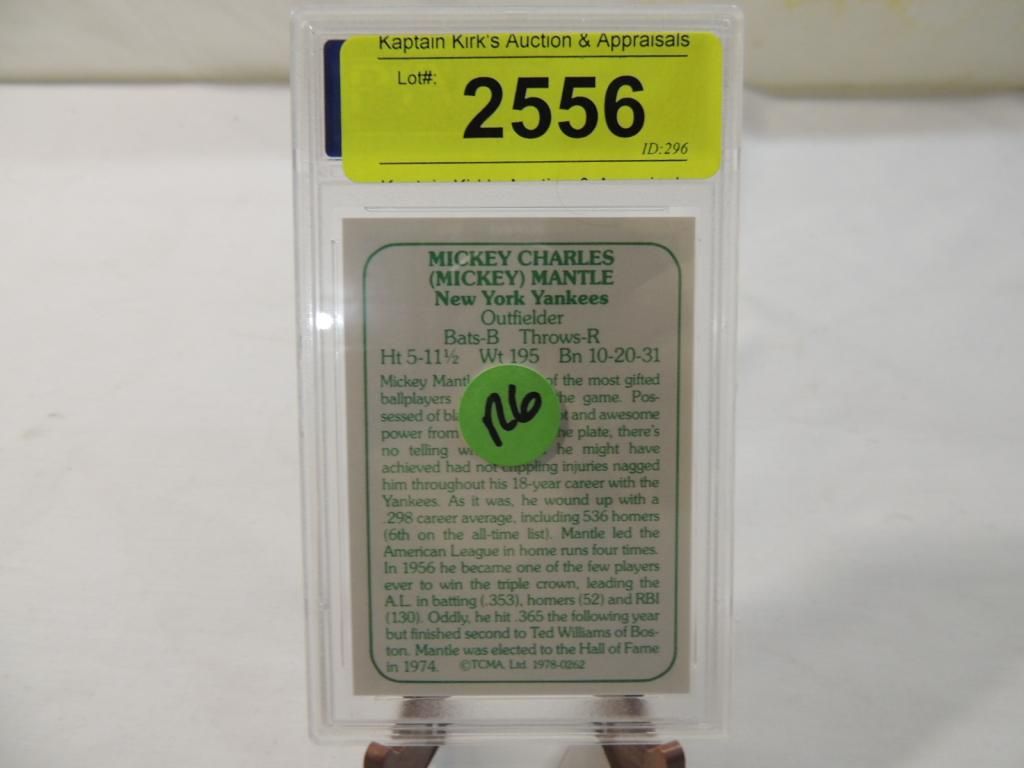 Kaptain Kirk's Auction & Appraisals
Lot#:
2556
ID:296
MICKEY CHARLES
(MICKEY) MANTLE
New York Yankees
Outfielder
Bats-B Throws-R
Ht 5-11½ Wt 195 Bn 10-20-31
Mickey of the most gifted
ballplayers the game. Pos-
sessed of and awesome
power from the plate, there's
no telling he might have
achieved had not crippling injuries nagged
him throughout his 18-year career with the
Yankees. As it was, he wound up with a
.298 career average, including 536 homers
(6th on the all-time list). Mantle led the
American League in home runs four times.
In 1956 he became one of the few players
ever to win the triple crown, leading the
A.L. in batting (.353), homers (52) and RBI
(130). Oddly, he hit .365 the following year
but finished second to Ted Williams of Bos-
ton. Mantle was elected to the Hall of Fame
in 1974. ©TCMA, Ltd. 1978-0262